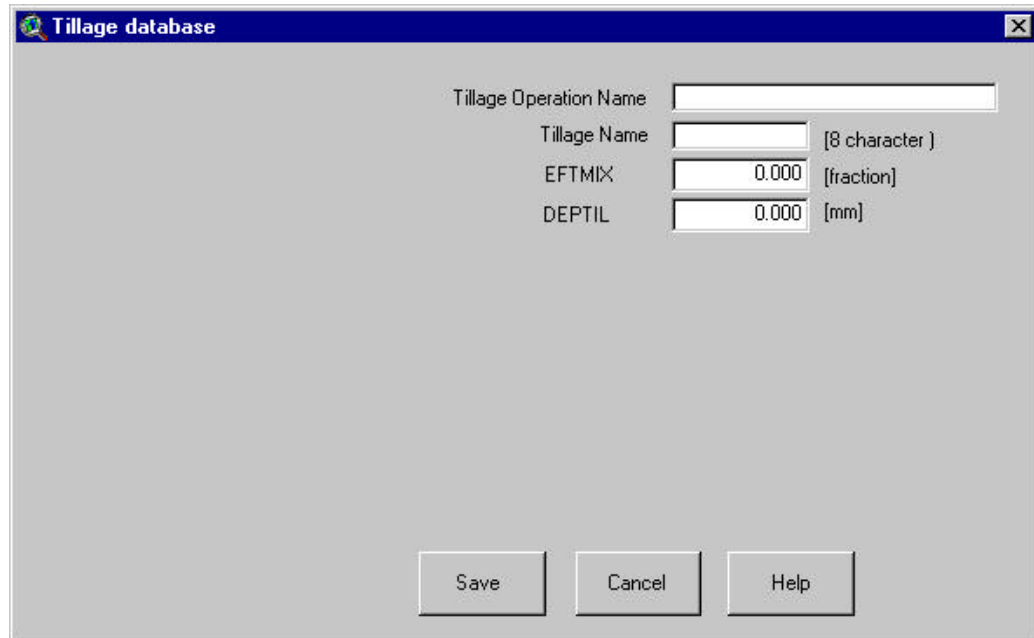 Tillage database
Tillage Operation Name
Tillage Name [8 character )
EFTMIX 0.000 [fraction]
DEPTIL 0.000 [mm]
Save Cancel Help